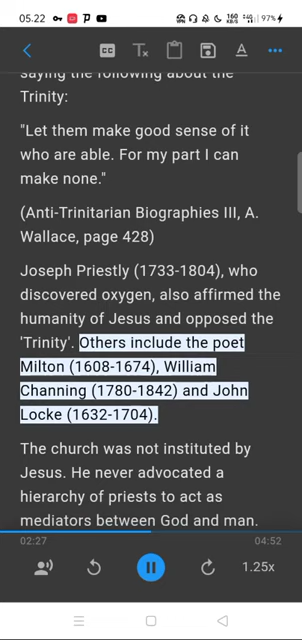 05.22
160
KB/S
97%
saying the following about the
Trinity:
"Let them make good sense of it
who are able. For my part I can
make none."
(Anti-Trinitarian Biographies III, A.
Wallace, page 428)
Joseph Priestly (1733-1804), who
discovered oxygen, also affirmed the
humanity of Jesus and opposed the
'Trinity'. Others include the poet
Milton (1608-1674), William
Channing (1780-1842) and John
Locke (1632-1704).
The church was not instituted by
Jesus. He never advocated a
hierarchy of priests to act as
mediators between God and man.
02:27
04:52
1.25x